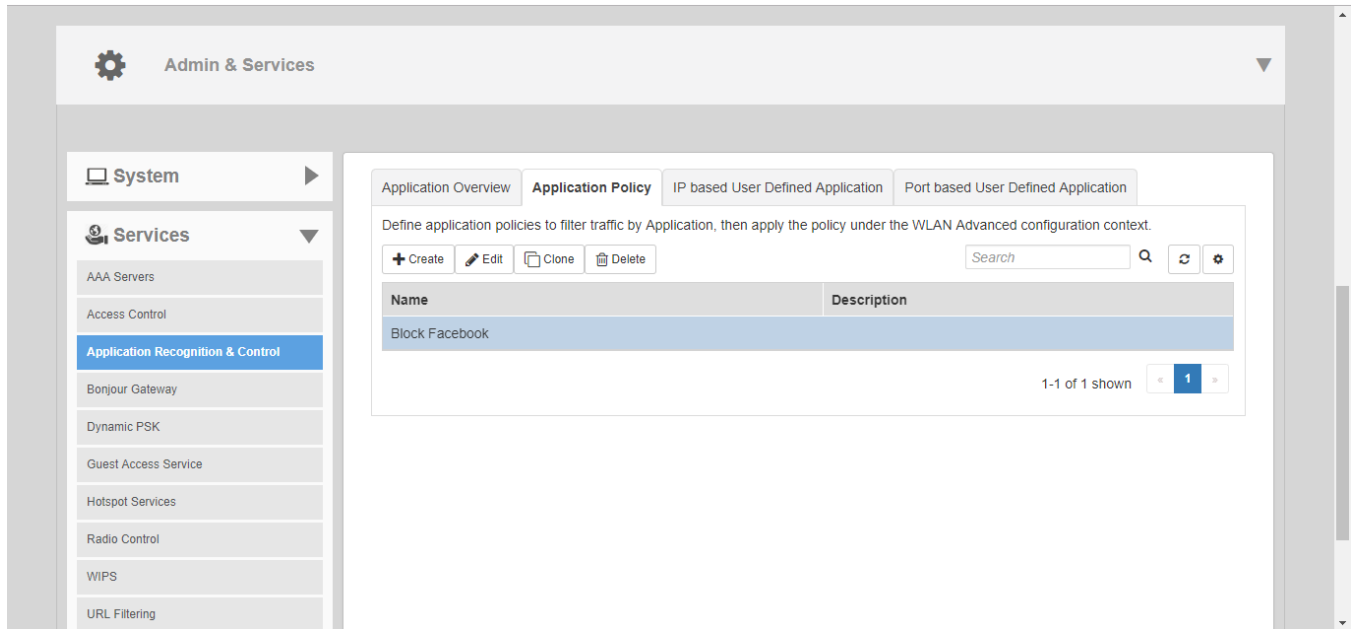 Admin & Services
System
Services
AAA Servers
Access Control
Application Recognition & Control
Bonjour Gateway
Dynamic PSK
Guest Access Service
Hotspot Services
Radio Control
WIPS
URL Filtering
Application Overview Application Policy IP based User Defined Application Port based User Defined Application
Define application policies to filter traffic by Application, then apply the policy under the WLAN Advanced configuration context.
Create Edit Clone Delete Search
Name Description
Block Facebook
1-1 of 1 shown « 1 »